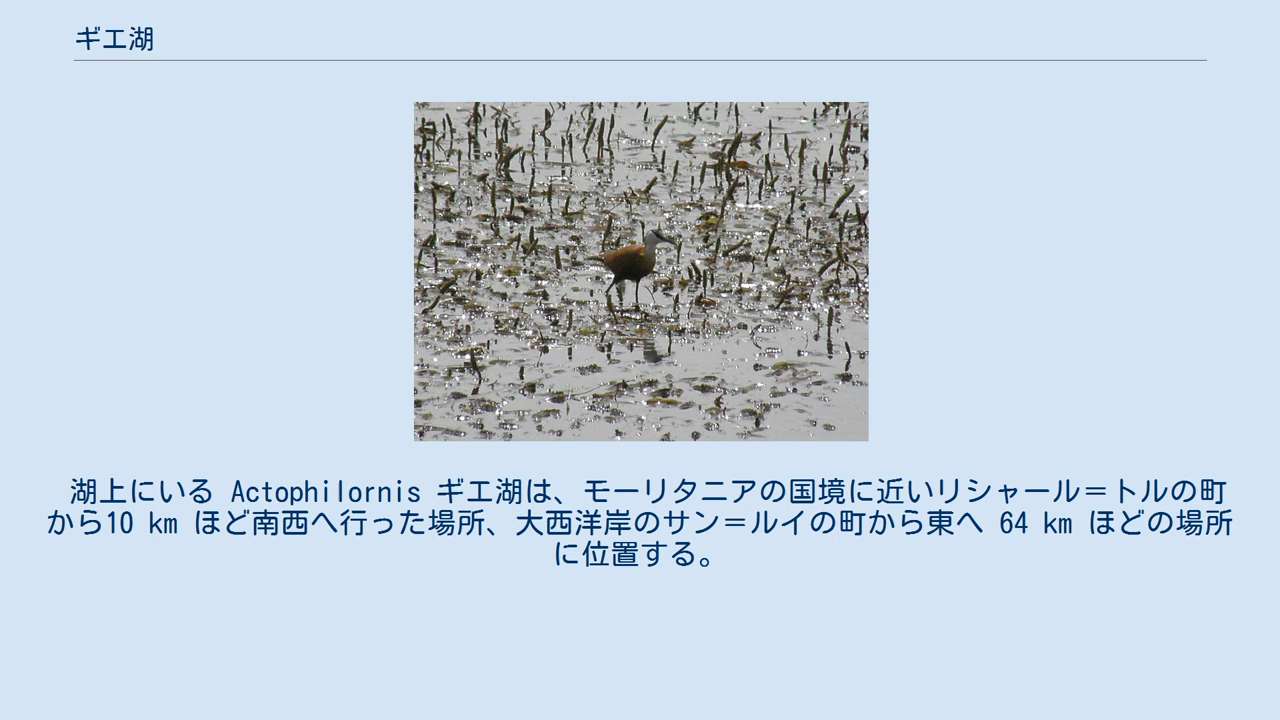 ギエ湖
湖上にいる Actophilornis ギエ湖は、モーリタニアの国境に近いリシャール＝トルの町
から10 km ほど南西へ行った場所、大西洋岸のサン＝ルイの町から東へ 64 km ほどの場所
に位置する。